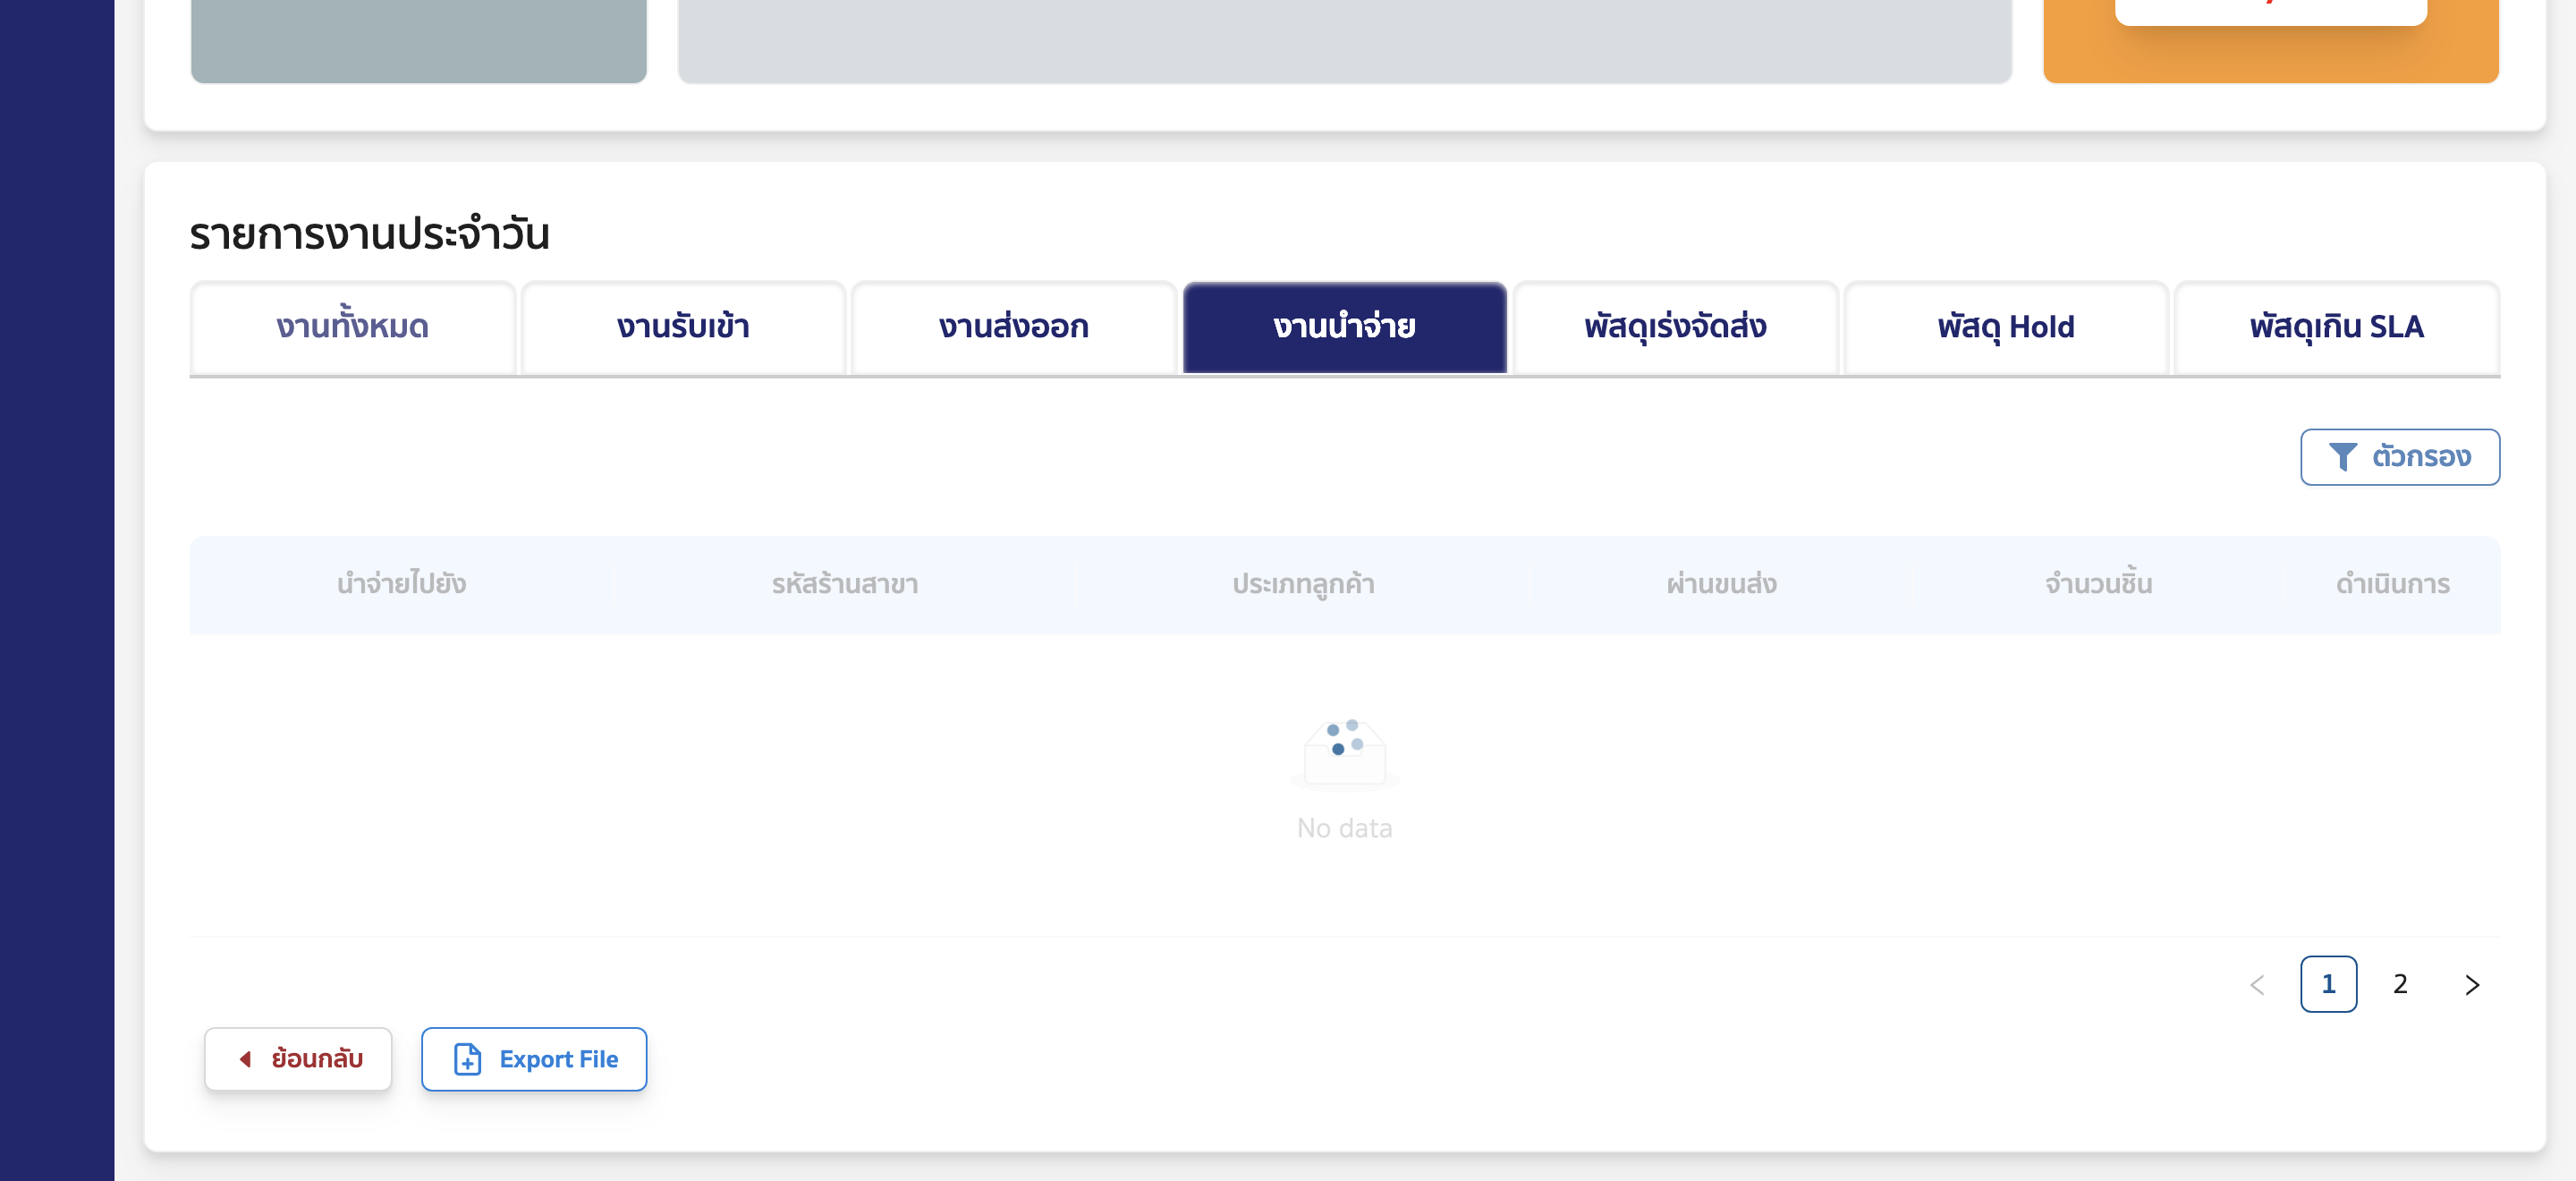 รายการงานประจำวัน
งานทั้งหมด งานรับเข้า งานส่งออก งานนำจ่าย พัสดุเร่งจัดส่ง พัสดุ Hold พัสดุเกิน SLA
ตัวกรอง
นำจ่ายไปยัง รหัสร้านสาขา ประเภทลูกค้า ผ่านขนส่ง จำนวนชิ้น ดำเนินการ
No data
1 2
ย้อนกลับ Export File